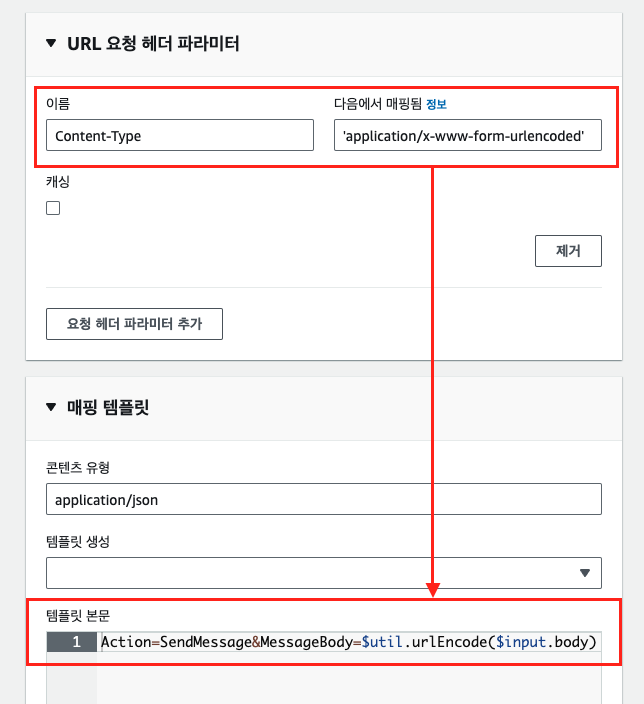 ▼ URL 요청 헤더 파라미터
이름 다음에서 매핑됨 정보
Content-Type 'application/x-www-form-urlencoded'
캐싱
제거
요청 헤더 파라미터 추가
▼ 매핑 템플릿
콘텐츠 유형
application/json
템플릿 생성
템플릿 본문
1 Action=SendMessage&MessageBody=$util.urlEncode($input.body)